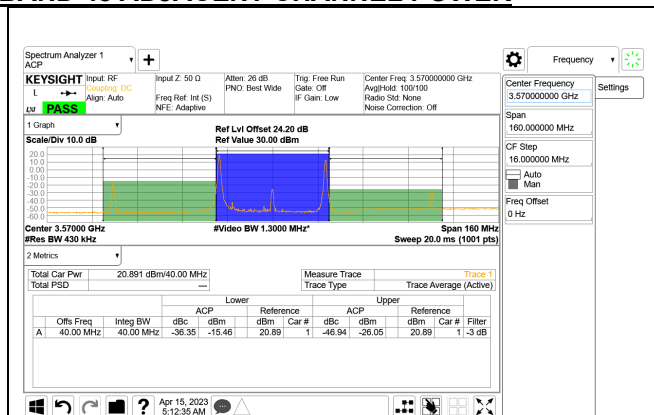 Spectrum Analyzer 1
ACP
+
Frequency
KEYSIGHT
L
LXI PASS
Input: RF
Coupling: DC
Align: Auto
Input Z: 50 Ω
Freq Ref: Int (S)
NFE: Adaptive
Atten: 26 dB
PNO: Best Wide
Trig: Free Run
Gate: Off
IF Gain: Low
Center Freq: 3.570000000 GHz
Avg|Hold: 100/100
Radio Std: None
Noise Correction: Off
Center Frequency
3.570000000 GHz
Settings
Span
160.000000 MHz
CF Step
16.000000 MHz
Auto
Man
Freq Offset
0 Hz
1 Graph
Scale/Div 10.0 dB
Ref Lvl Offset 24.20 dB
Ref Value 30.00 dBm
20.0
10.0
0.0
-10.0
-20.0
-30.0
-40.0
-50.0
-60.0
Center 3.57000 GHz
#Video BW 1.3000 MHz*
Span 160 MHz
#Res BW 430 kHz
Sweep 20.0 ms (1001 pts)
2 Metrics
Total Car Pwr 20.891 dBm/40.00 MHz Measure Trace Trace 1
Total PSD --- Trace Type Trace Average (Active)
Lower Upper
ACP Reference ACP Reference
Offs Freq Integ BW dBc dBm dBm Car # dBc dBm dBm Car # Filter
A 40.00 MHz 40.00 MHz -36.35 -15.46 20.89 1 -46.94 -26.05 20.89 1 -3 dB
?
Apr 15, 2023
5:12:35 AM